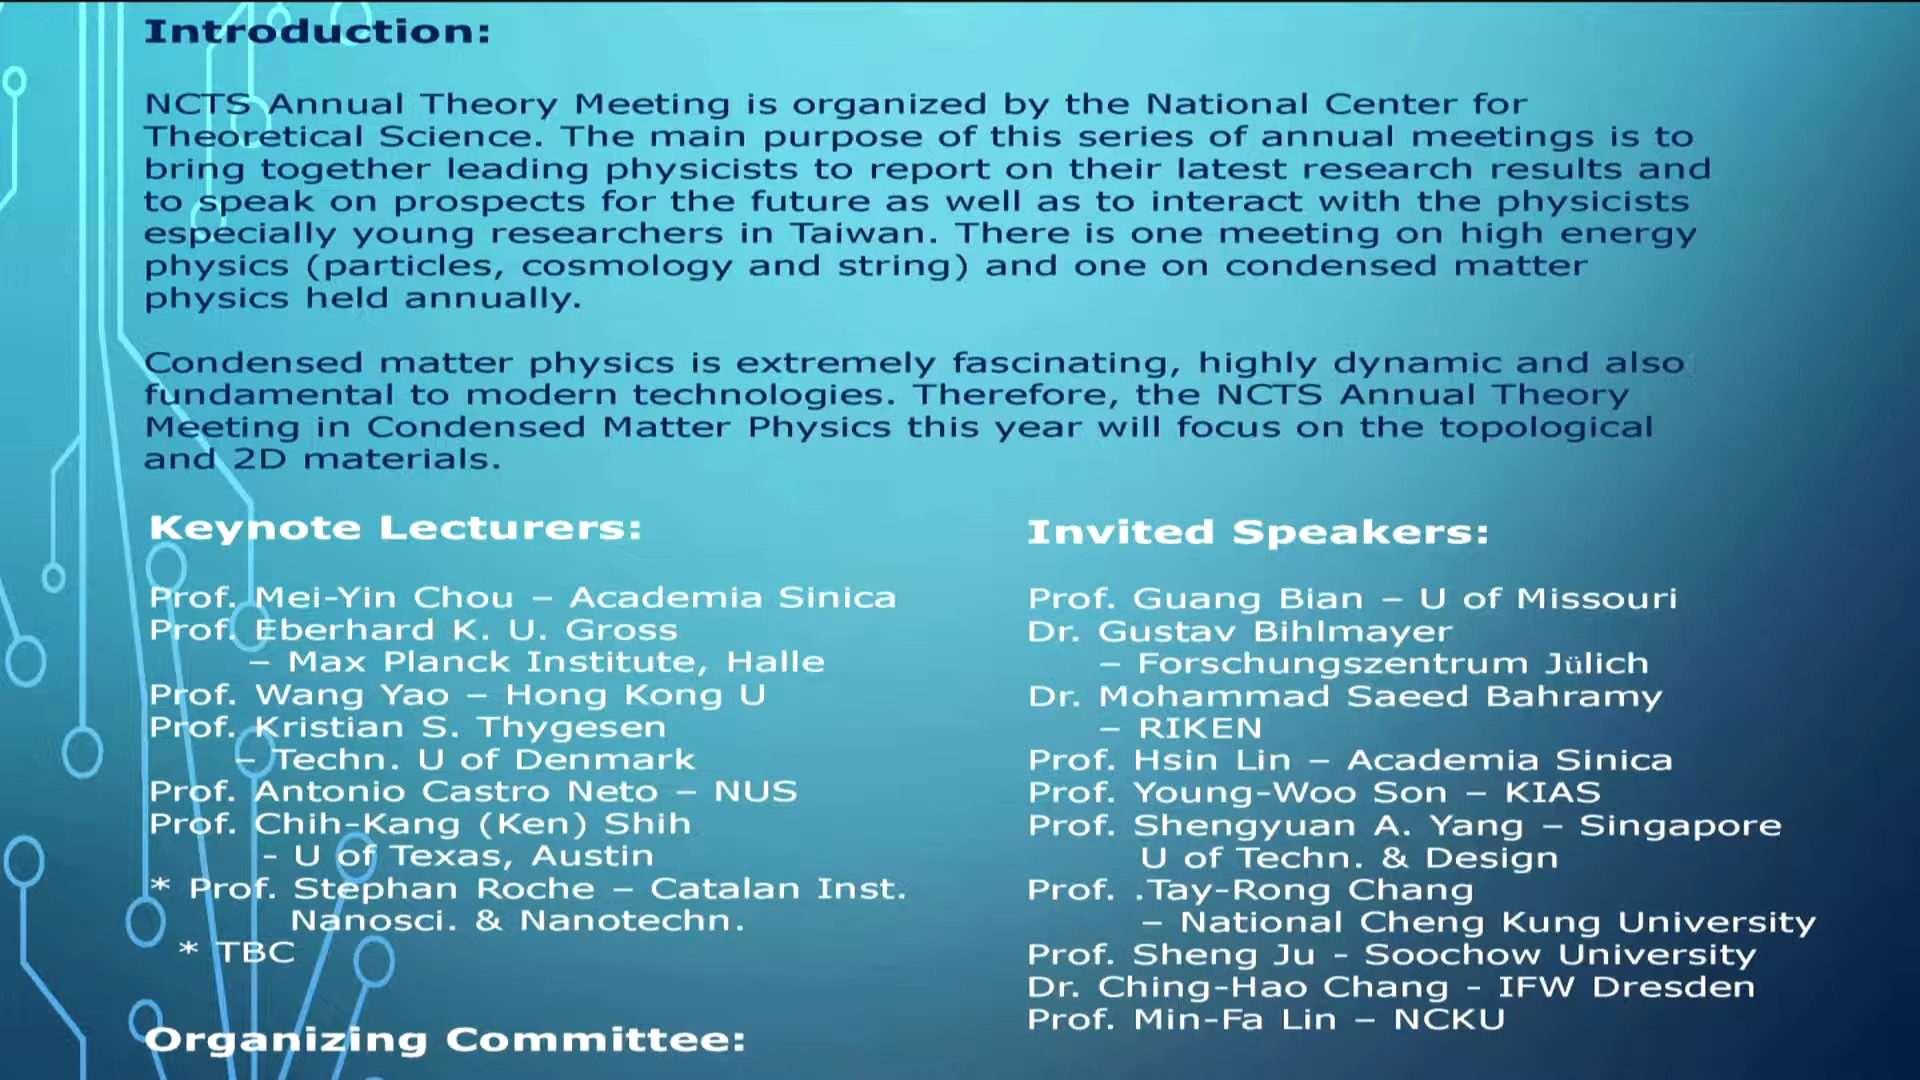 Introduction:
NCTS Annual Theory Meeting is organized by the National Center for
Theoretical Science. The main purpose of this series of annual meetings is to
bring together leading physicists to report on their latest research results and
to speak on prospects for the future as well as to interact with the physicists
especially young researchers in Taiwan. There is one meeting on high energy
physics (particles, cosmology and string) and one on condensed matter
physics held annually.
Condensed matter physics is extremely fascinating, highly dynamic and also
fundamental to modern technologies. Therefore, the NCTS Annual Theory
Meeting in Condensed Matter Physics this year will focus on the topological
and 2D materials.
Keynote Lecturers:
Prof. Mei-Yin Chou – Academia Sinica
Prof. Eberhard K. U. Gross
– Max Planck Institute, Halle
Prof. Wang Yao – Hong Kong U
Prof. Kristian S. Thygesen
– Techn. U of Denmark
Prof. Antonio Castro Neto – NUS
Prof. Chih-Kang (Ken) Shih
- U of Texas, Austin
* Prof. Stephan Roche – Catalan Inst.
Nanosci. & Nanotechn.
* TBC
Organizing Committee:
Invited Speakers:
Prof. Guang Bian – U of Missouri
Dr. Gustav Bihlmayer
– Forschungszentrum Jülich
Dr. Mohammad Saeed Bahramy
– RIKEN
Prof. Hsin Lin – Academia Sinica
Prof. Young-Woo Son – KIAS
Prof. Shengyuan A. Yang – Singapore
U of Techn. & Design
Prof. .Tay-Rong Chang
– National Cheng Kung University
Prof. Sheng Ju - Soochow University
Dr. Ching-Hao Chang - IFW Dresden
Prof. Min-Fa Lin – NCKU